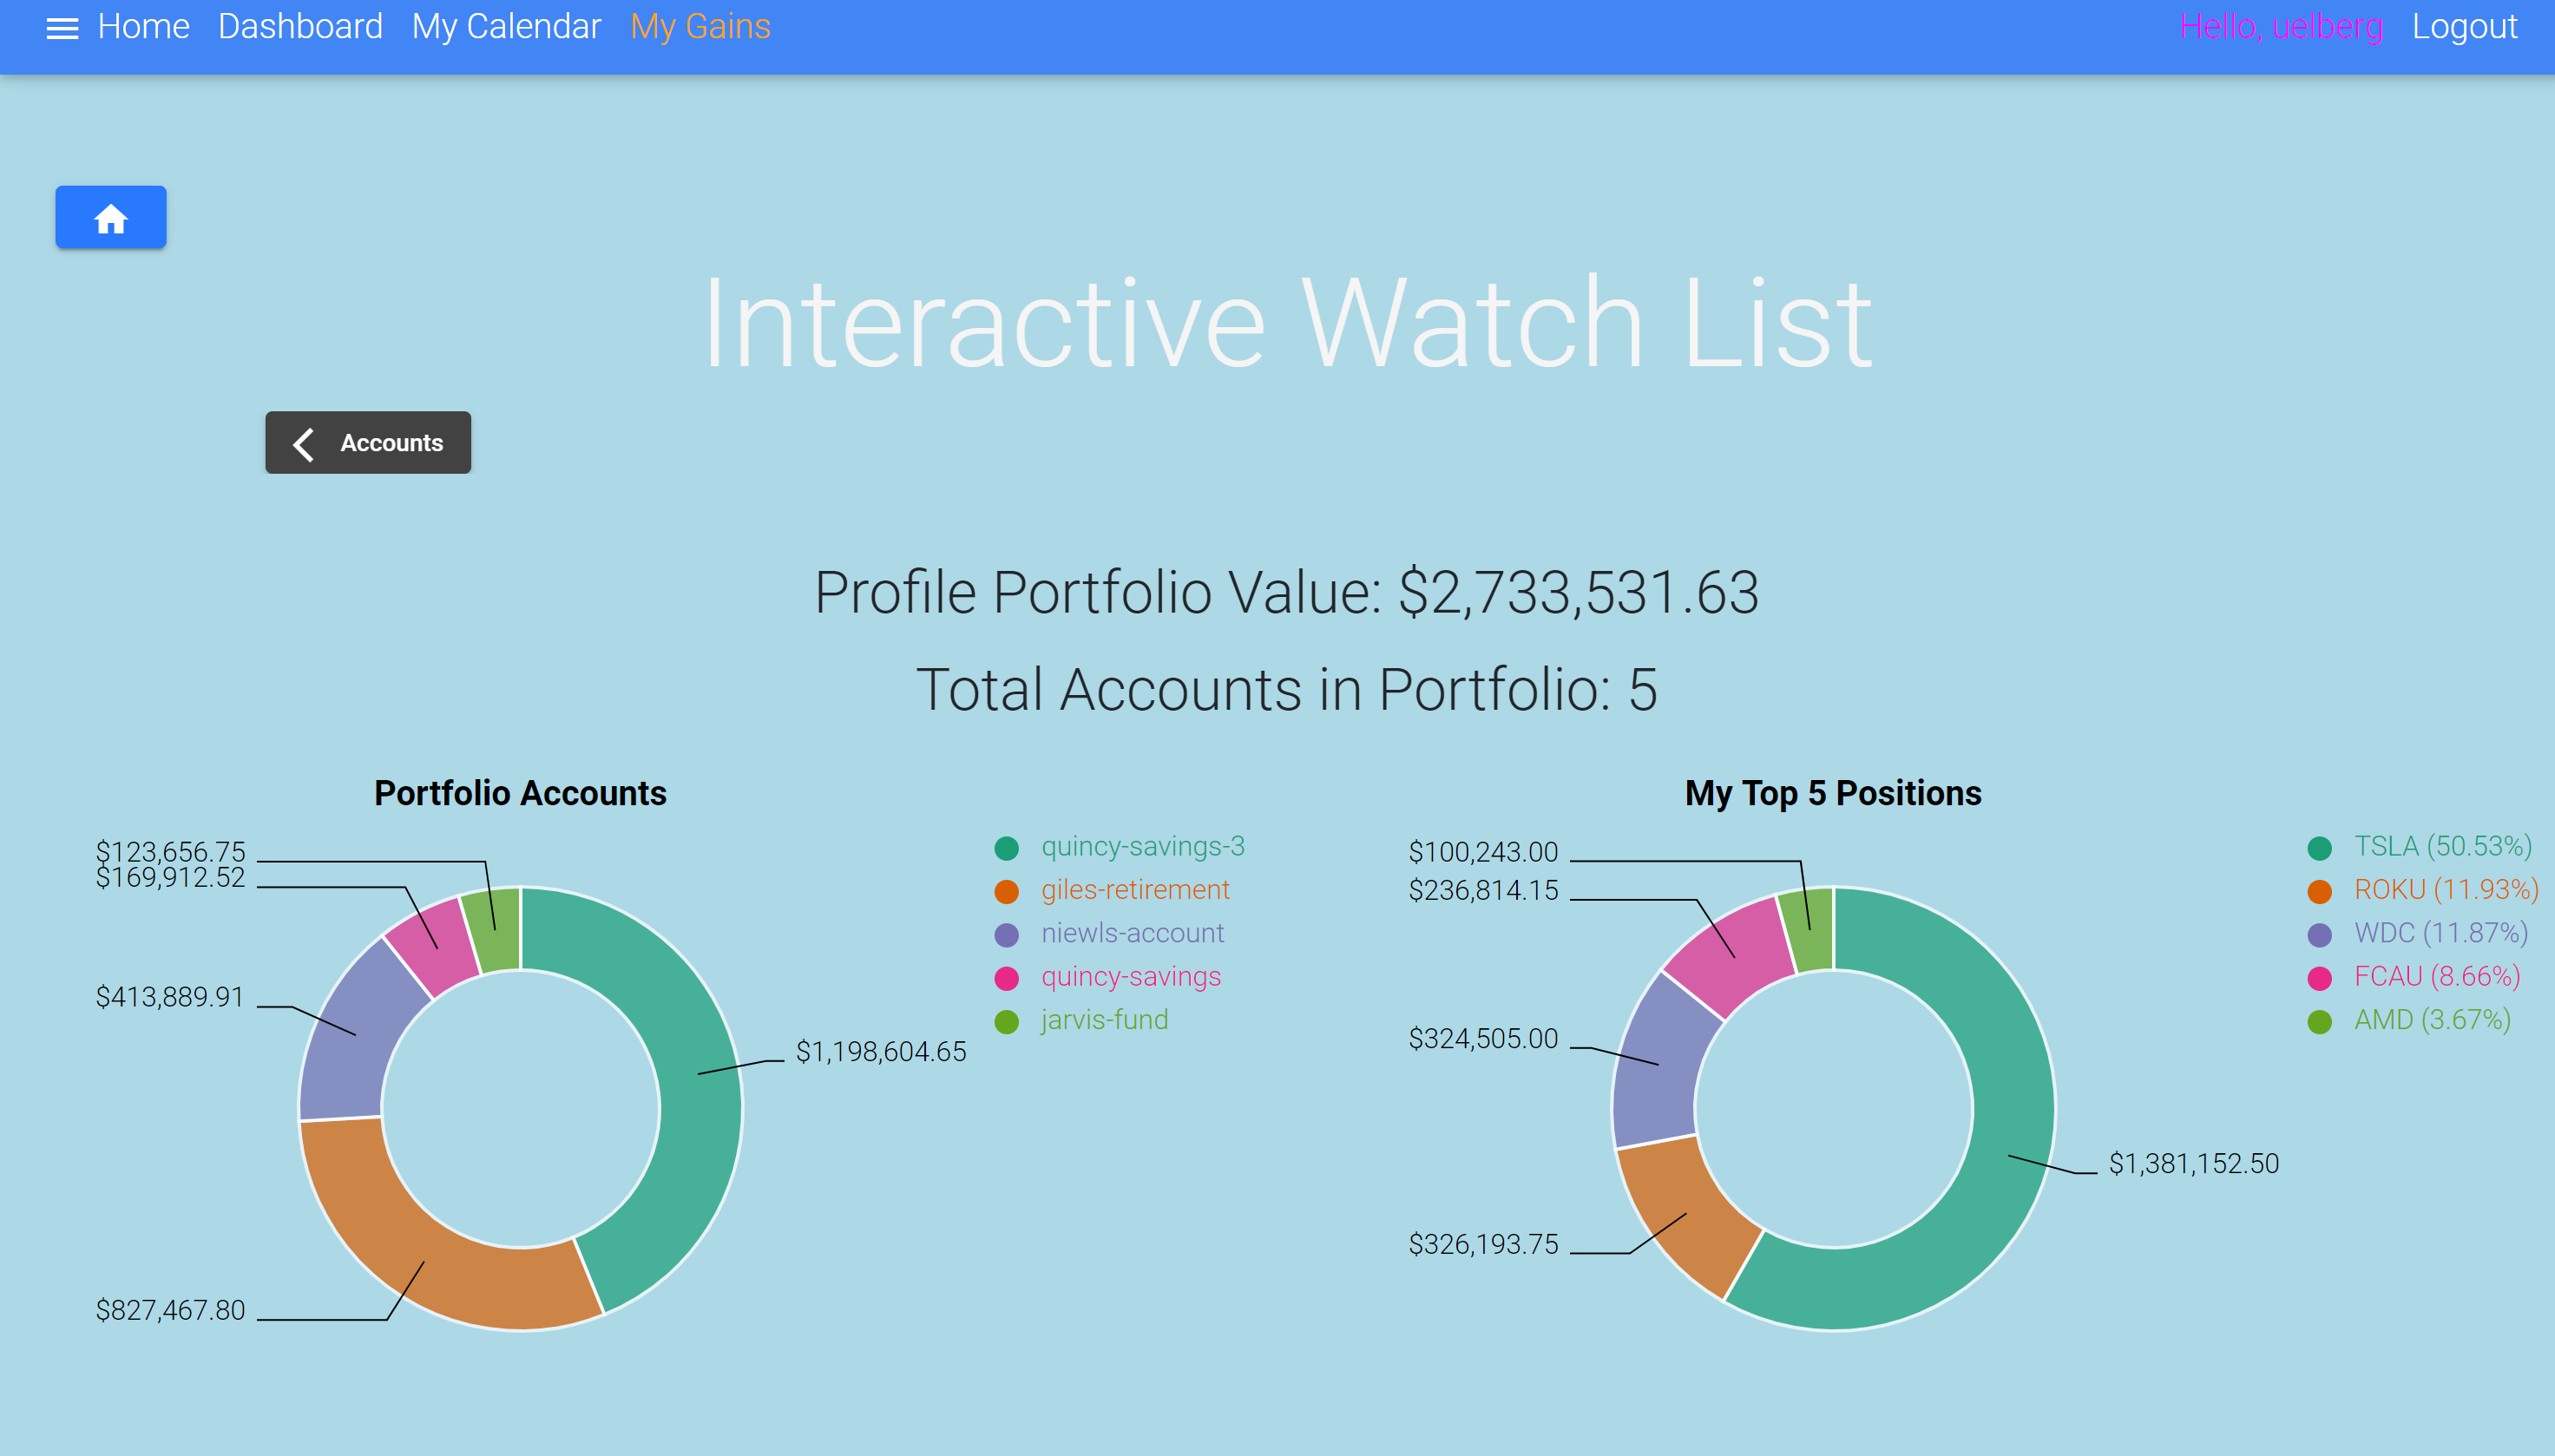 Home Dashboard My Calendar My Gains Hello, uelberg Logout
Interactive Watch List
Accounts
Profile Portfolio Value: $2,733,531.63
Total Accounts in Portfolio: 5
Portfolio Accounts
$123,656.75
$169,912.52
$413,889.91
$827,467.80
$1,198,604.65
quincy-savings-3
giles-retirement
niewls-account
quincy-savings
jarvis-fund
My Top 5 Positions
$100,243.00
$236,814.15
$324,505.00
$326,193.75
$1,381,152.50
TSLA (50.53%)
ROKU (11.93%)
WDC (11.87%)
FCAU (8.66%)
AMD (3.67%)